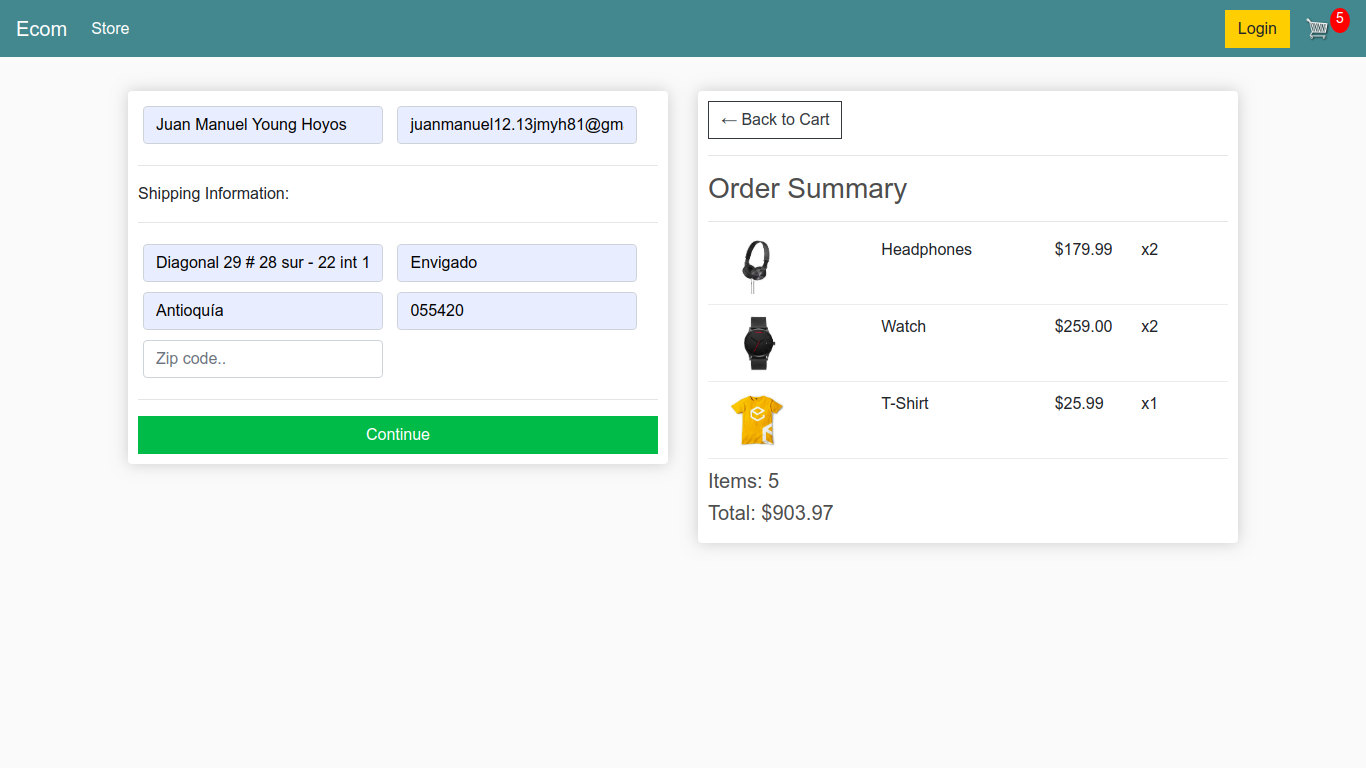 Ecom Store Login 5
Juan Manuel Young Hoyos juanmanuel12.13jmyh81@gm
Shipping Information:
Diagonal 29 # 28 sur - 22 int 1 Envigado
Antioquía 055420
Zip code..
Continue
← Back to Cart
Order Summary
Headphones $179.99 x2
Watch $259.00 x2
T-Shirt $25.99 x1
Items: 5
Total: $903.97